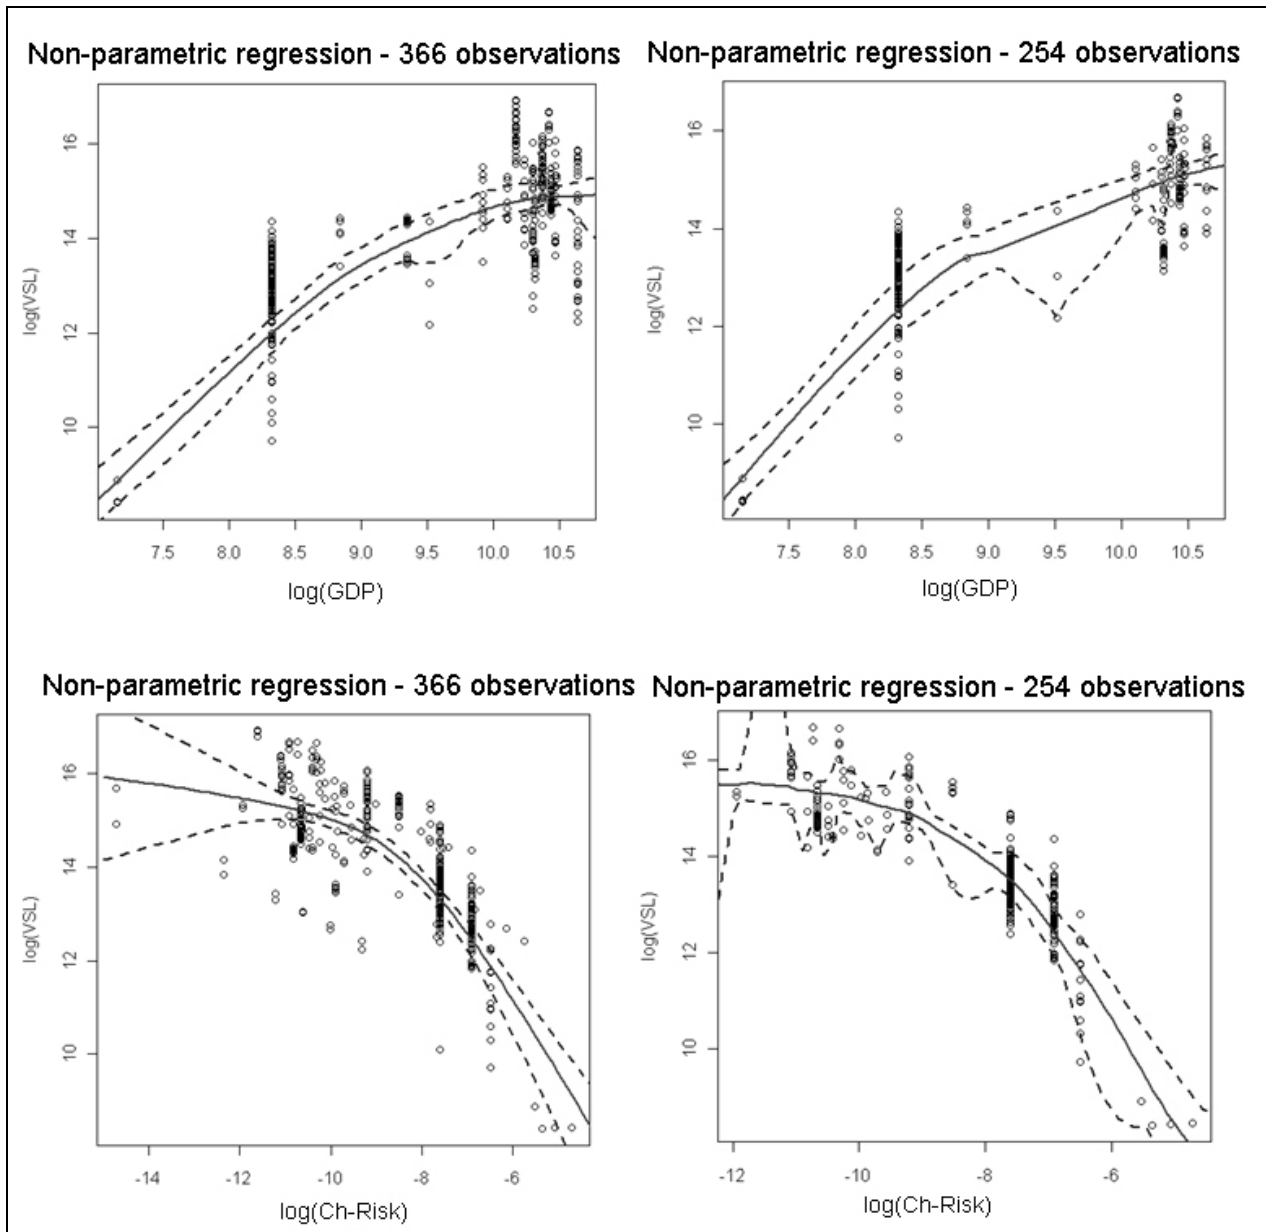 Non-parametric regression - 366 observations
Non-parametric regression - 254 observations
16
14
12
10
log(VSL)
7.5 8.0 8.5 9.0 9.5 10.0 10.5
log(GDP)
16
14
12
10
log(VSL)
7.5 8.0 8.5 9.0 9.5 10.0 10.5
log(GDP)
Non-parametric regression - 366 observations
Non-parametric regression - 254 observations
16
14
12
10
log(VSL)
-14 -12 -10 -8 -6
log(Ch-Risk)
16
14
12
10
log(VSL)
-12 -10 -8 -6
log(Ch-Risk)